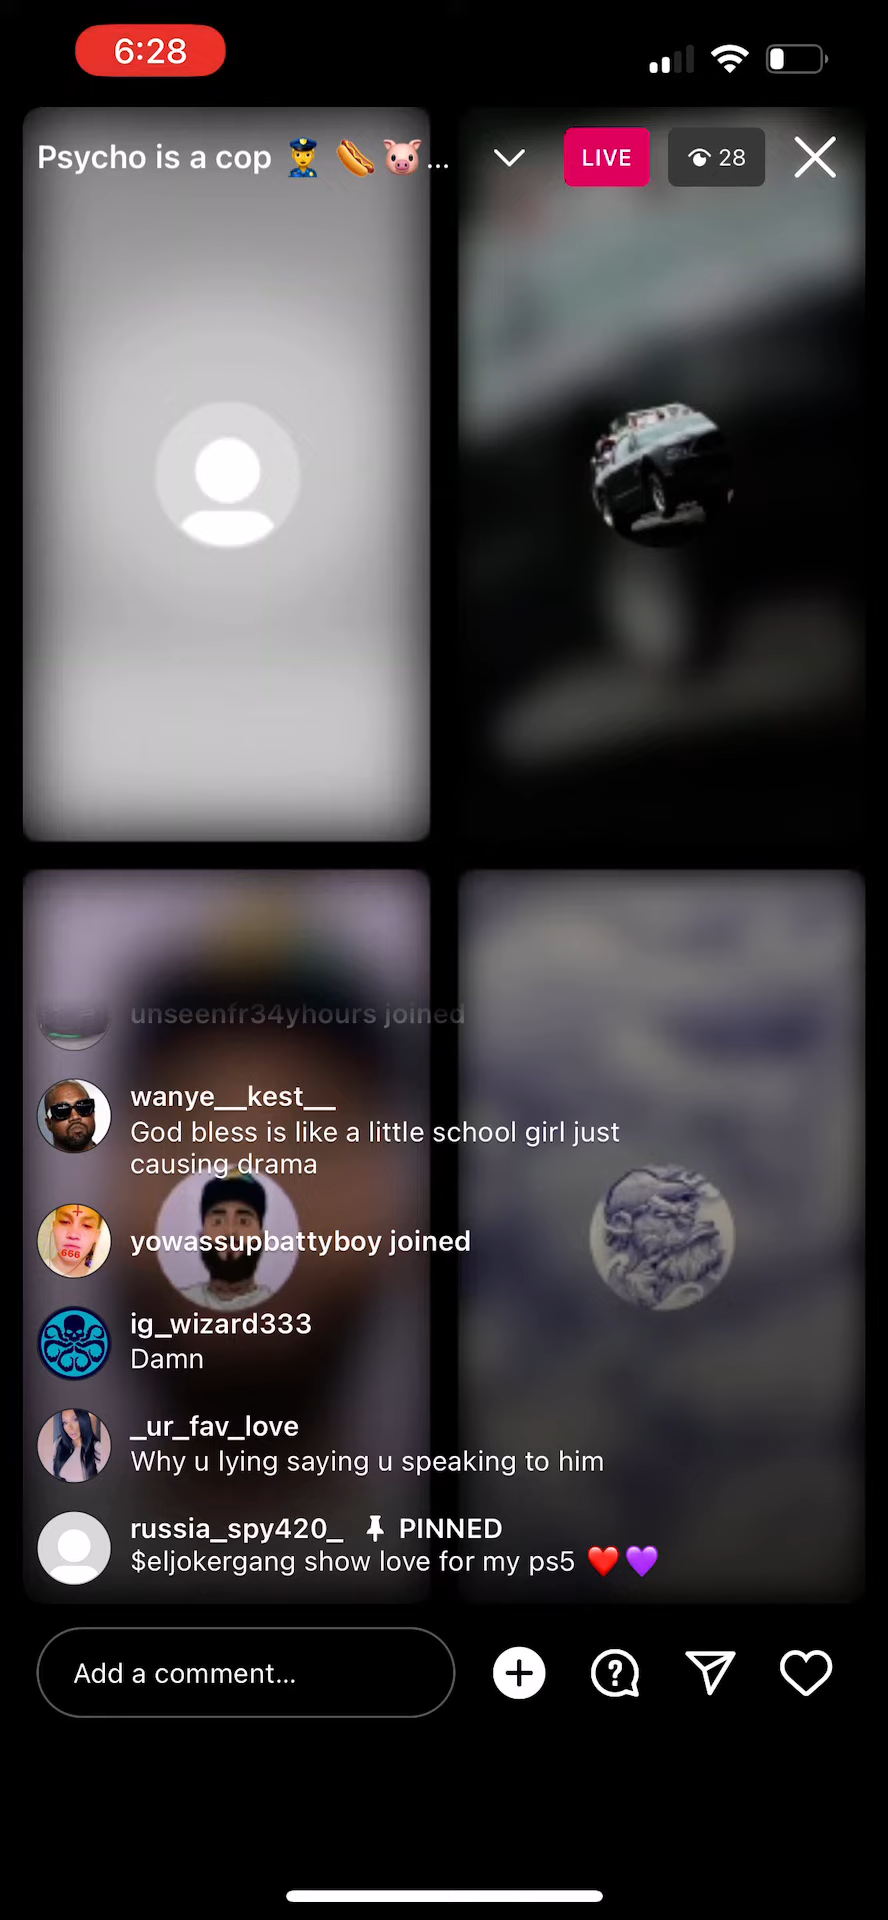 6:28
Psycho is a cop 👮 🌭 🐷...
LIVE
28
unseenfr34yhours joined
wanye__kest__
God bless is like a little school girl just
causing drama
666
yowassupbattyboy joined
ig_wizard333
Damn
_ur_fav_love
Why u lying saying u speaking to him
russia_spy420_ 📌 PINNED
$eljokergang show love for my ps5 ❤️💜
Add a comment...